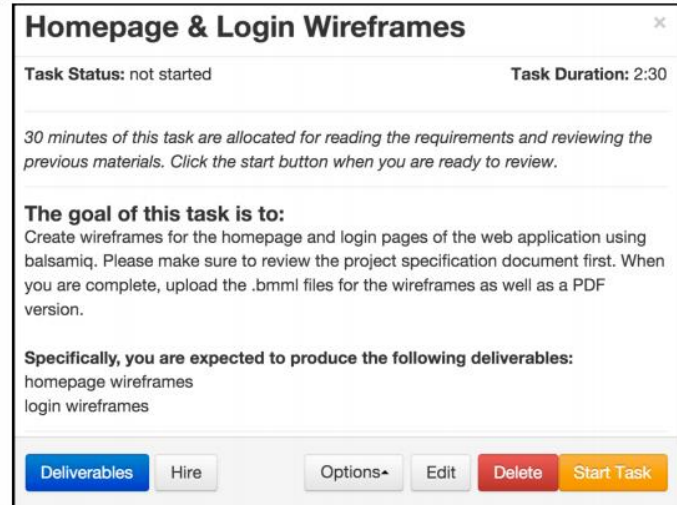 Homepage & Login Wireframes ×
Task Status: not started Task Duration: 2:30
30 minutes of this task are allocated for reading the requirements and reviewing the
previous materials. Click the start button when you are ready to review.
The goal of this task is to:
Create wireframes for the homepage and login pages of the web application using
balsamiq. Please make sure to review the project specification document first. When
you are complete, upload the .bmml files for the wireframes as well as a PDF
version.
Specifically, you are expected to produce the following deliverables:
homepage wireframes
login wireframes
Deliverables Hire Options Edit Delete Start Task